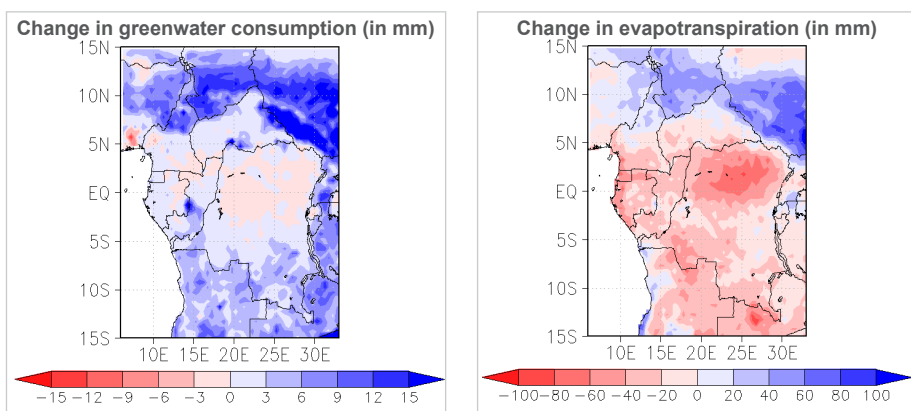 Change in greenwater consumption (in mm)
15N
10N
5N
EQ
5S
10S
15S
10E 15E 20E 25E 30E
−15 −12 −9 −6 −3 0 3 6 9 12 15
Change in evapotranspiration (in mm)
15N
10N
5N
EQ
5S
10S
15S
10E 15E 20E 25E 30E
−100 −80 −60 −40 −20 0 20 40 60 80 100